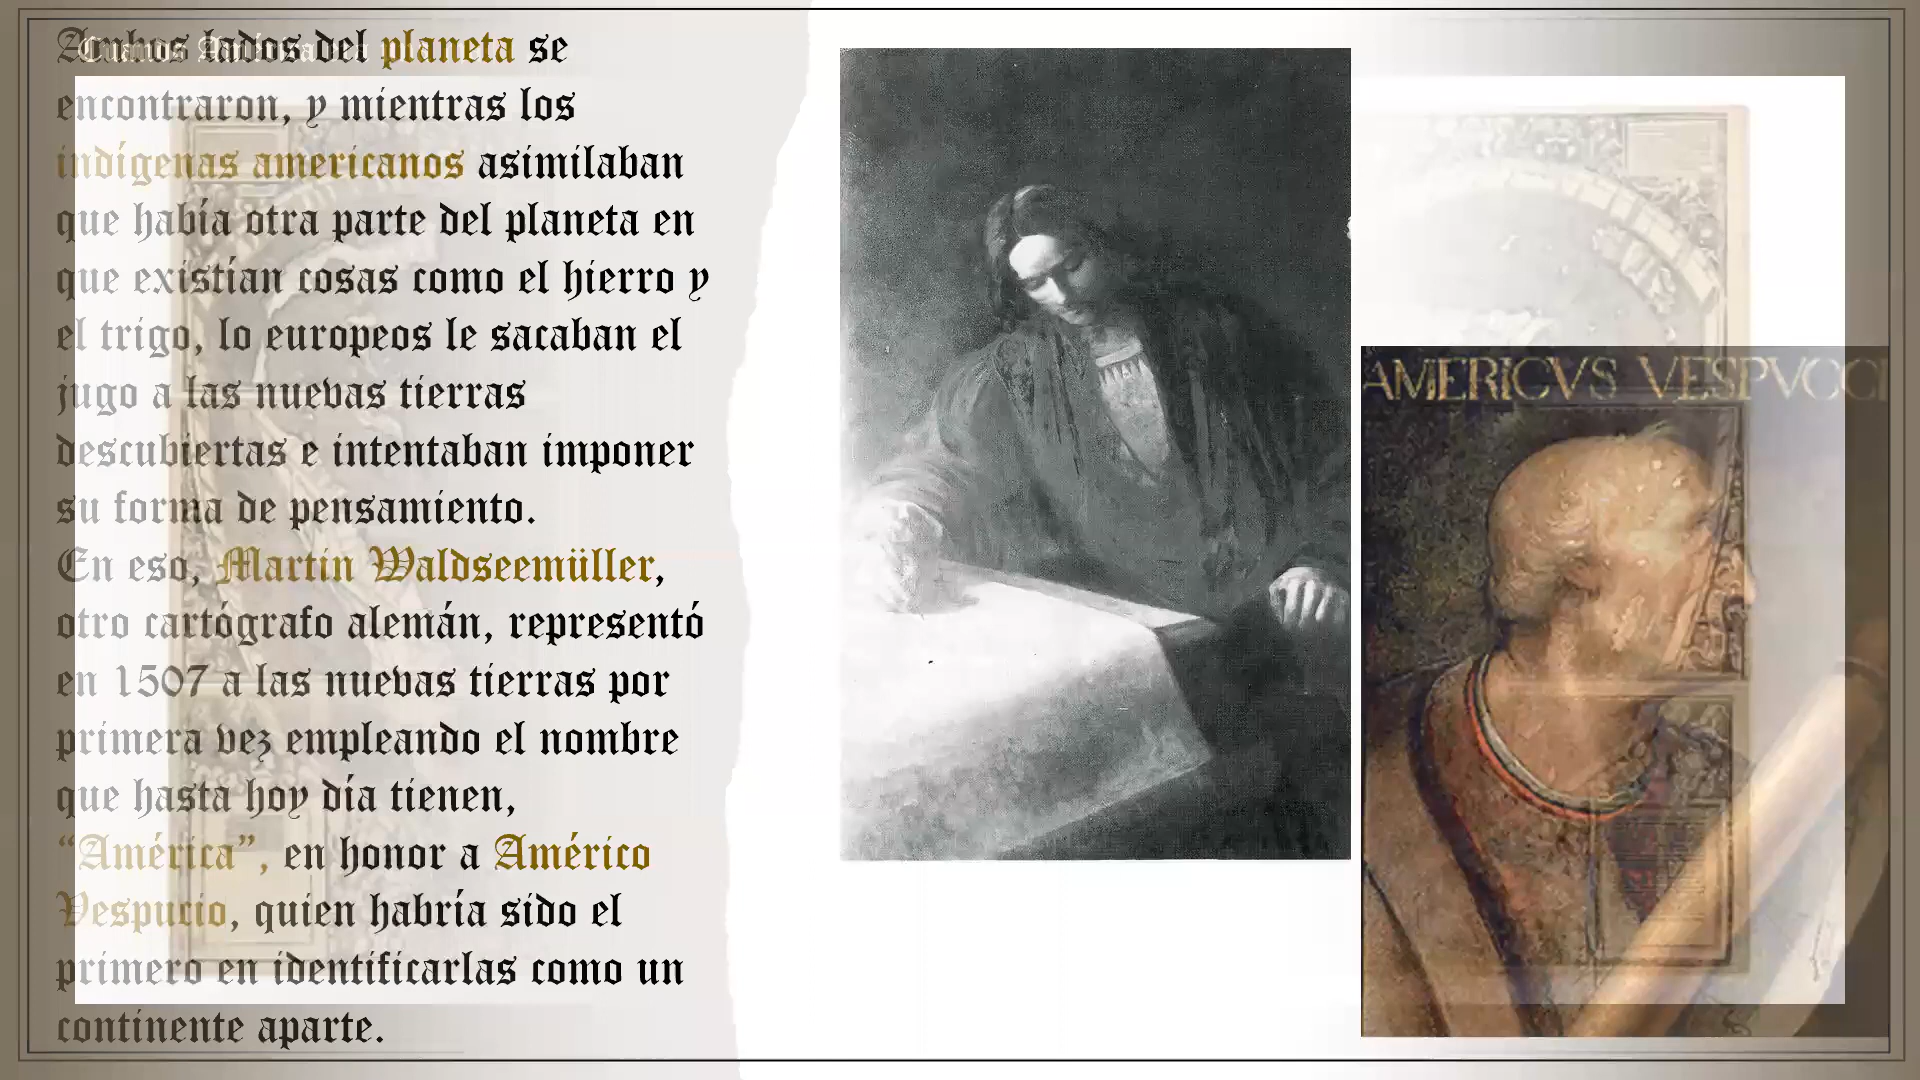 Ambos lados del planeta se
encontraron, y mientras los
indígenas americanos asimilaban
que había otra parte del planeta en
que existían cosas como el hierro y
el trigo, lo europeos le sacaban el
jugo a las nuevas tierras
descubiertas e intentaban imponer
su forma de pensamiento.
En eso, Martin Waldseemüller,
otro cartógrafo alemán, representó
en 1507 a las nuevas tierras por
primera vez empleando el nombre
que hasta hoy día tienen,
“América”, en honor a Américo
Vespucio, quien habría sido el
primero en identificarlas como un
continente aparte.
AMERICVS VESPVCCI